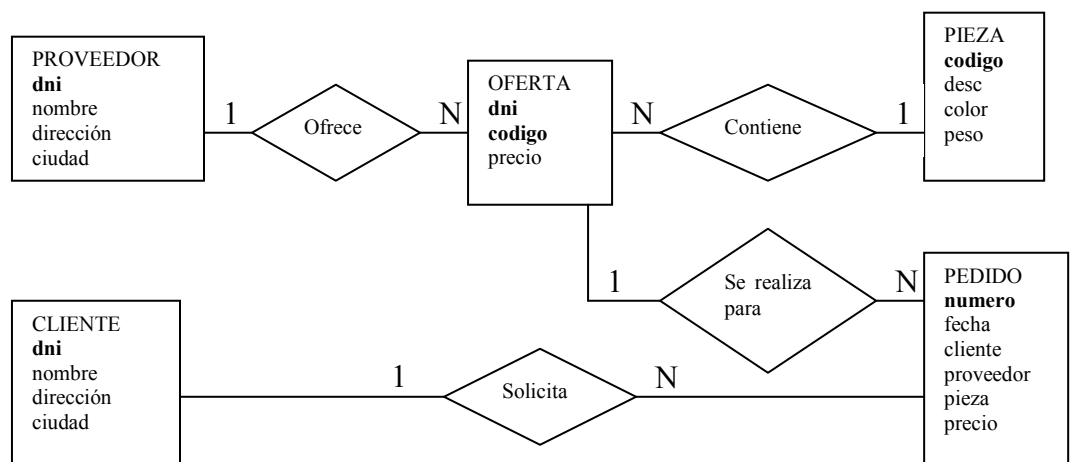 PROVEEDOR
dni
nombre
dirección
ciudad
1
Ofrece
N
OFERTA
dni
codigo
precio
N
Contiene
1
PIEZA
codigo
desc
color
peso
1
Se realiza
para
N
PEDIDO
numero
fecha
cliente
proveedor
pieza
precio
CLIENTE
dni
nombre
dirección
ciudad
1
Solicita
N